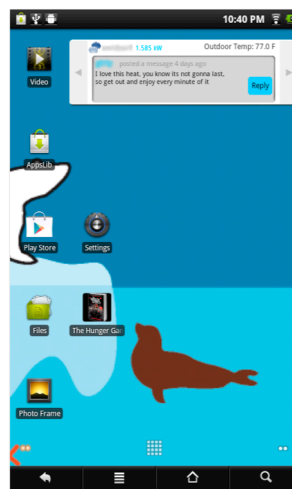 10:40 PM
1.585 kW
Outdoor Temp: 77.0 F
posted a message 4 days ago
I love this heat, you know its not gonna last,
so get out and enjoy every minute of it
Reply
Video
AppsLib
Play Store
Settings
Files
The Hunger Ga
Photo Frame